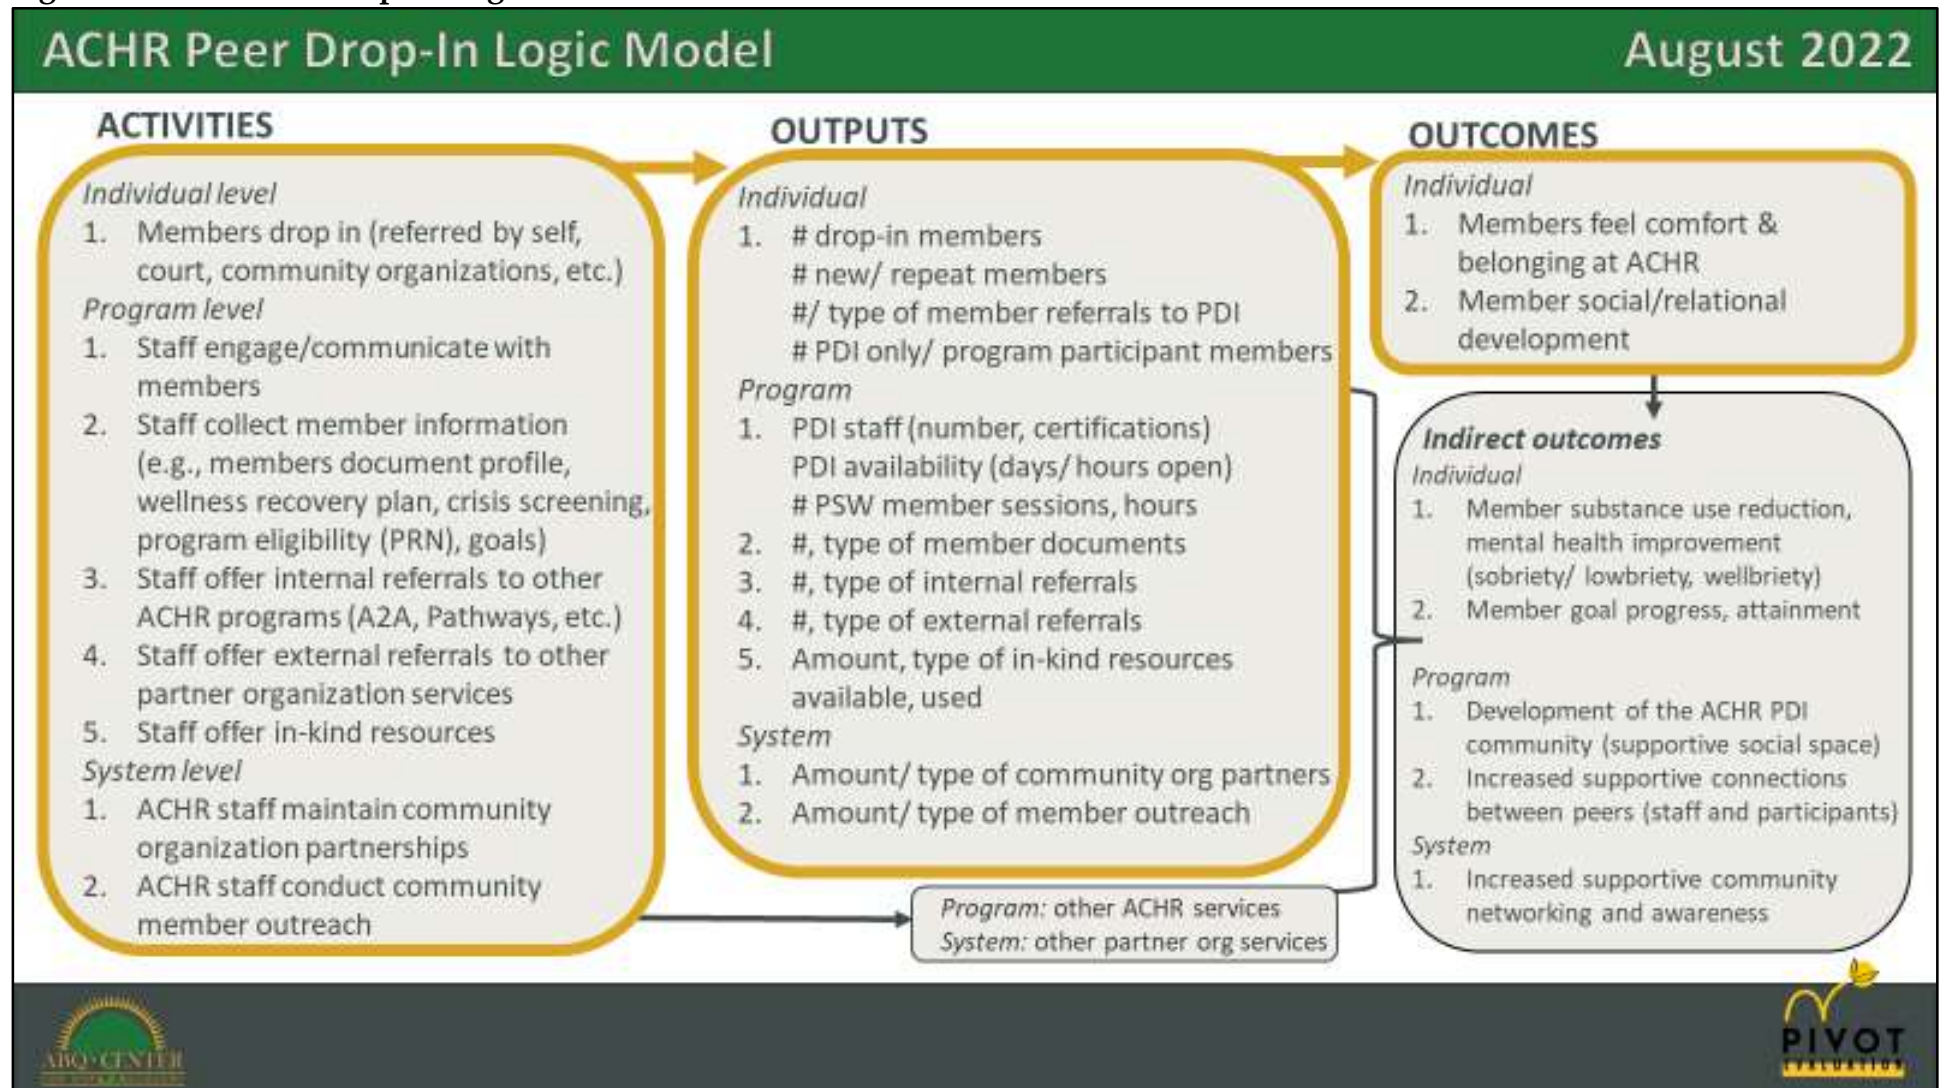 ACHR Peer Drop-In Logic Model
August 2022
ACTIVITIES
Individual level
1. Members drop in (referred by self,
court, community organizations, etc.)
Program level
1. Staff engage/communicate with
members
2. Staff collect member information
(e.g., members document profile,
wellness recovery plan, crisis screening,
program eligibility (PRN), goals)
3. Staff offer internal referrals to other
ACHR programs (A2A, Pathways, etc.)
4. Staff offer external referrals to other
partner organization services
5. Staff offer in-kind resources
System level
1. ACHR staff maintain community
organization partnerships
2. ACHR staff conduct community
member outreach
OUTPUTS
Individual
1. # drop-in members
# new/ repeat members
#/ type of member referrals to PDI
# PDI only/ program participant members
Program
1. PDI staff (number, certifications)
PDI availability (days/ hours open)
# PSW member sessions, hours
2. #, type of member documents
3. #, type of internal referrals
4. #, type of external referrals
5. Amount, type of in-kind resources
available, used
System
1. Amount/ type of community org partners
2. Amount/ type of member outreach
Program: other ACHR services
System: other partner org services
OUTCOMES
Individual
1. Members feel comfort &
belonging at ACHR
2. Member social/relational
development
Indirect outcomes
Individual
1. Member substance use reduction,
mental health improvement
(sobriety/ lowbriety, wellbriety)
2. Member goal progress, attainment
Program
1. Development of the ACHR PDI
community (supportive social space)
2. Increased supportive connections
between peers (staff and participants)
System
1. Increased supportive community
networking and awareness
ABQ·CENTER
PIVOT
EVALUATION